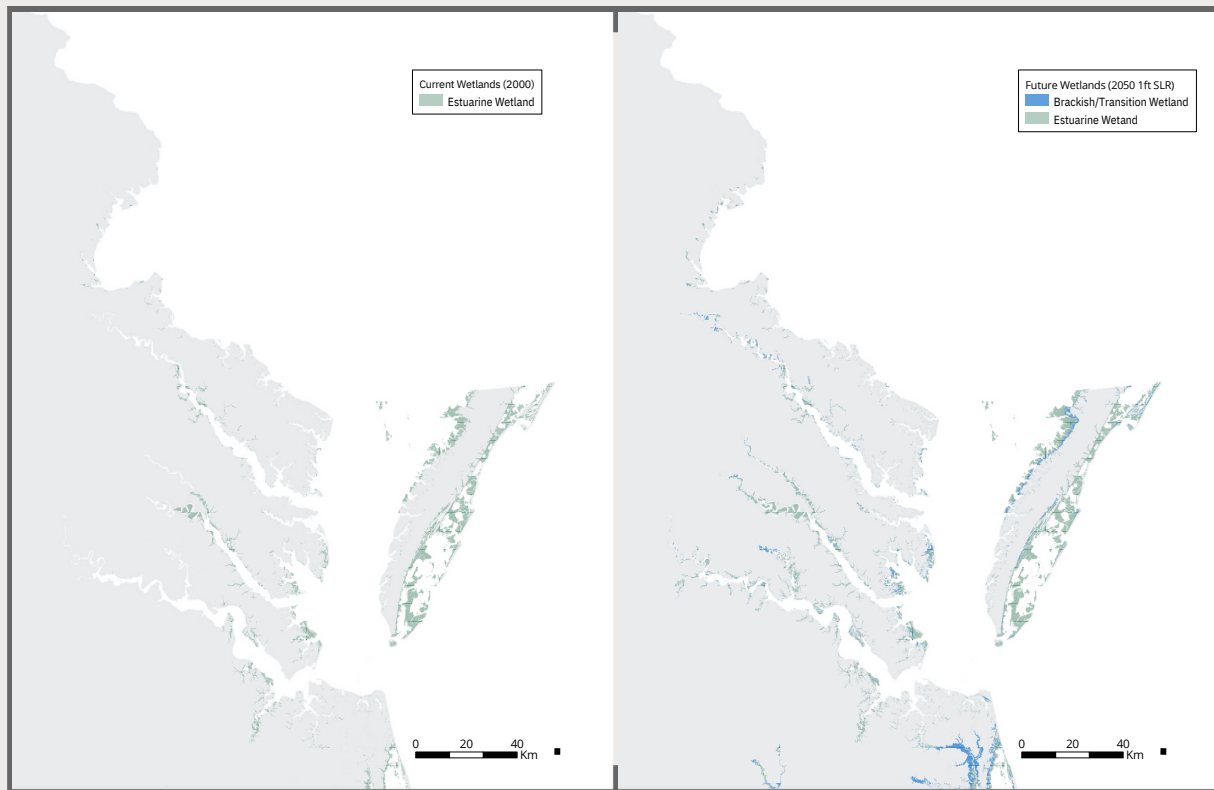 Current Wetlands (2000)
Estuarine Wetland
0 20 40
Km
Future Wetlands (2050 1ft SLR)
Brackish/Transition Wetland
Estuarine Wetand
0 20 40
Km